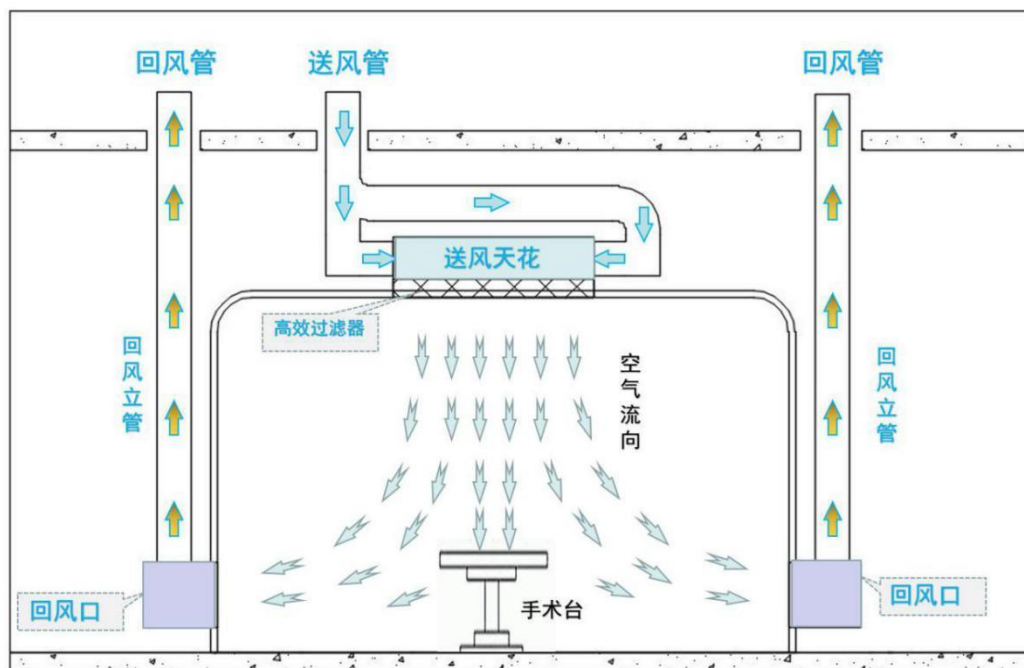 回风管
送风管
回风管
送风天花
高效过滤器
回风立管
空气流向
回风立管
回风口
手术台
回风口